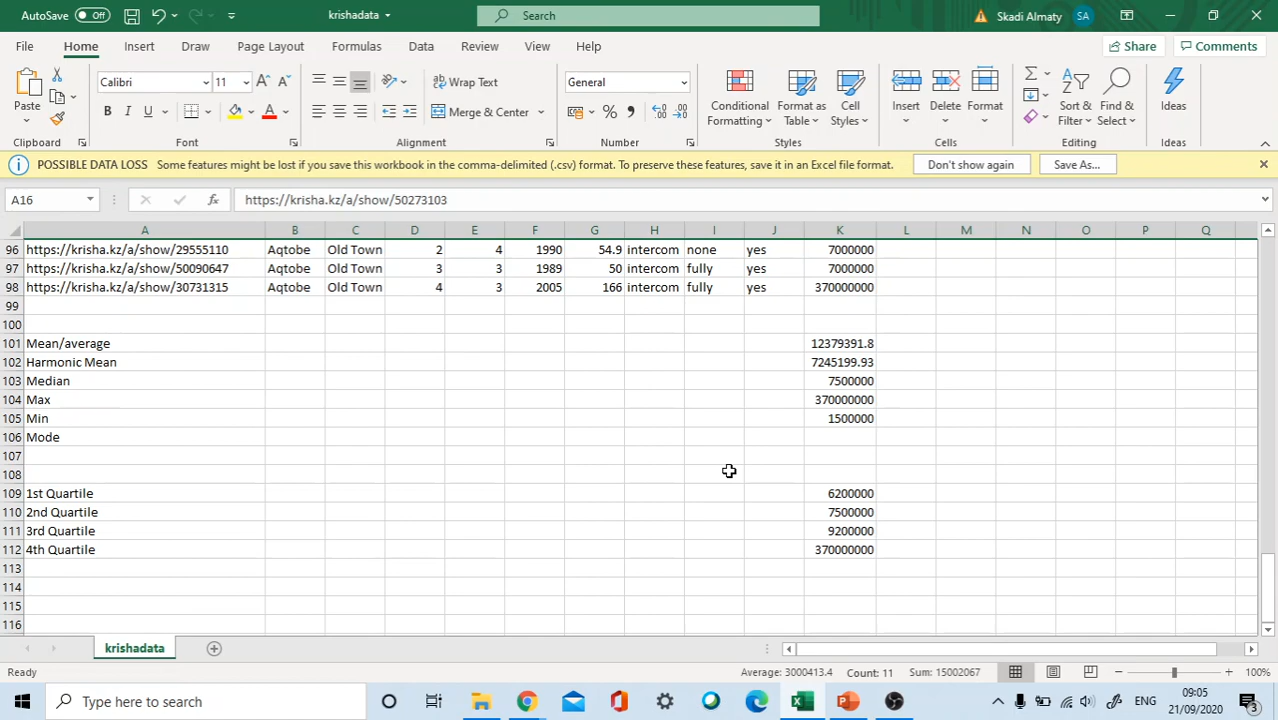 AutoSave Off krishadata Search Skadi Almaty SA
File Home Insert Draw Page Layout Formulas Data Review View Help Share Comments
Paste Calibri 11 Wrap Text General Conditional Formatting Format as Table Cell Styles Insert Delete Format Sort & Filter Find & Select Ideas
B I U Merge & Center
Clipboard Font Alignment Number Styles Cells Editing Ideas
POSSIBLE DATA LOSS Some features might be lost if you save this workbook in the comma-delimited (.csv) format. To preserve these features, save it in an Excel file format. Don't show again Save As...
A16 fx https://krisha.kz/a/show/50273103
A B C D E F G H I J K L M N O P Q
96 https://krisha.kz/a/show/29555110 Aqtobe Old Town 2 4 1990 54.9 intercom none yes 7000000
97 https://krisha.kz/a/show/50090647 Aqtobe Old Town 3 3 1989 50 intercom fully yes 7000000
98 https://krisha.kz/a/show/30731315 Aqtobe Old Town 4 3 2005 166 intercom fully yes 370000000
99
100
101 Mean/average 12379391.8
102 Harmonic Mean 7245199.93
103 Median 7500000
104 Max 370000000
105 Min 1500000
106 Mode
107
108
109 1st Quartile 6200000
110 2nd Quartile 7500000
111 3rd Quartile 9200000
112 4th Quartile 370000000
113
114
115
116
krishadata
Ready Average: 3000413.4 Count: 11 Sum: 15002067 100%
Type here to search ENG 09:05 21/09/2020 3